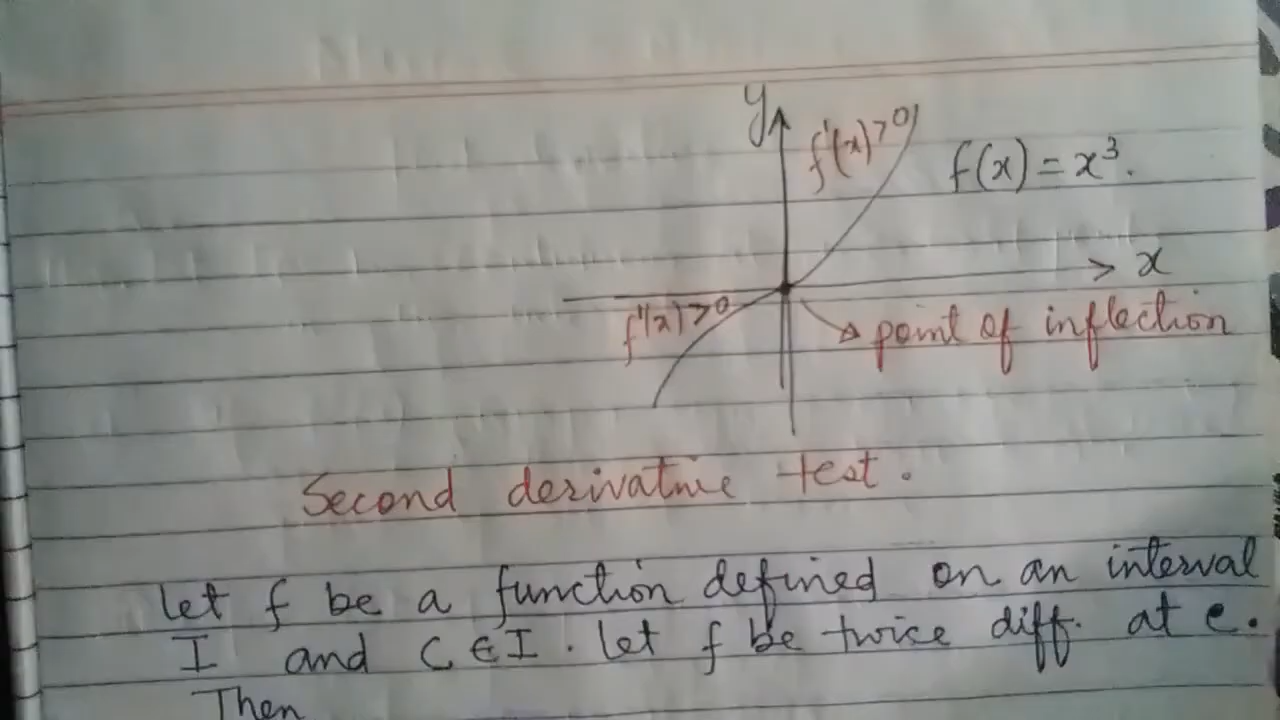 y
f'(x)>0
f(x) = x³.
x
f'(x)>0
point of inflection
Second derivative test.
Let f be a function defined on an interval
I and C ∈ I. Let f be twice diff. at c.
Then